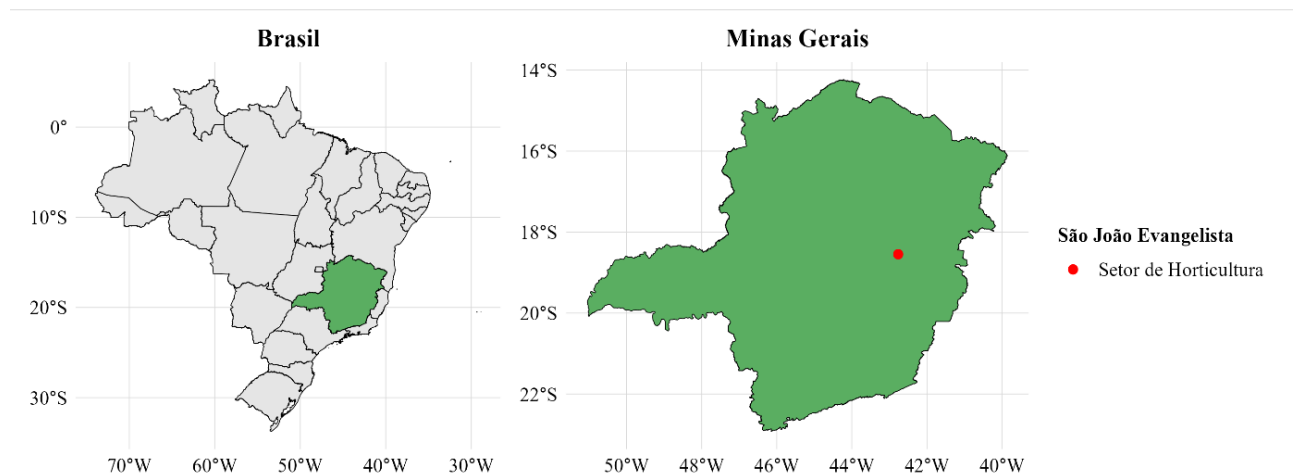 Brasil
0°
10°S
20°S
30°S
70°W 60°W 50°W 40°W 30°W
Minas Gerais
14°S
16°S
18°S
20°S
22°S
50°W 48°W 46°W 44°W 42°W 40°W
São João Evangelista
Setor de Horticultura